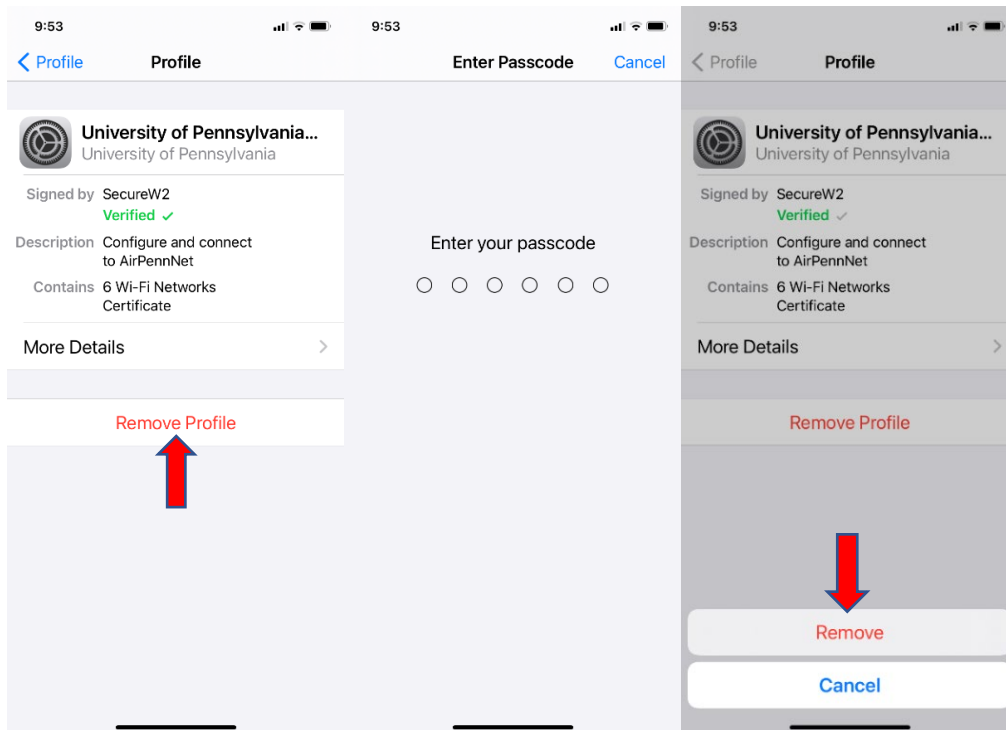 9:53
Profile
Profile
University of Pennsylvania...
University of Pennsylvania
Signed by SecureW2
Verified ✓
Description Configure and connect
to AirPennNet
Contains 6 Wi-Fi Networks
Certificate
More Details
Remove Profile
9:53
Enter Passcode
Cancel
Enter your passcode
9:53
Profile
Profile
University of Pennsylvania...
University of Pennsylvania
Signed by SecureW2
Verified ✓
Description Configure and connect
to AirPennNet
Contains 6 Wi-Fi Networks
Certificate
More Details
Remove Profile
Remove
Cancel